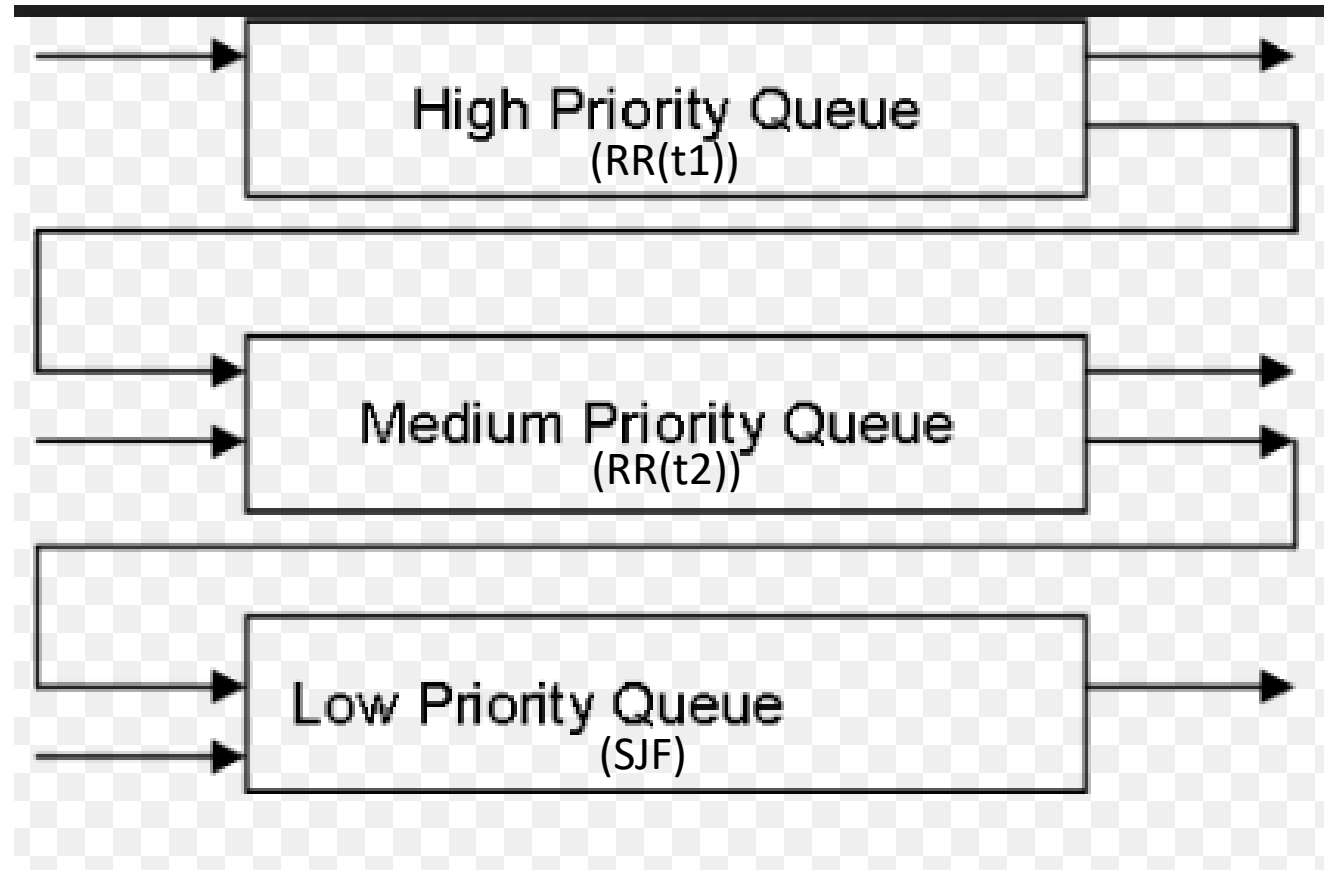 High Priority Queue
(RR(t1))
Medium Priority Queue
(RR(t2))
Low Priority Queue
(SJF)